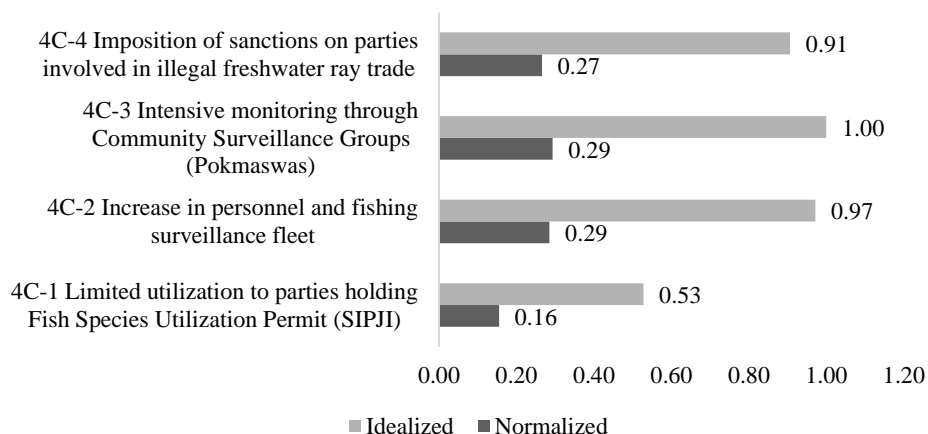 4C-4 Imposition of sanctions on parties
involved in illegal freshwater ray trade
0.91
0.27
4C-3 Intensive monitoring through
Community Surveillance Groups
(Pokmaswas)
1.00
0.29
4C-2 Increase in personnel and fishing
surveillance fleet
0.97
0.29
4C-1 Limited utilization to parties holding
Fish Species Utilization Permit (SIPJI)
0.53
0.16
0.00 0.20 0.40 0.60 0.80 1.00 1.20
Idealized Normalized